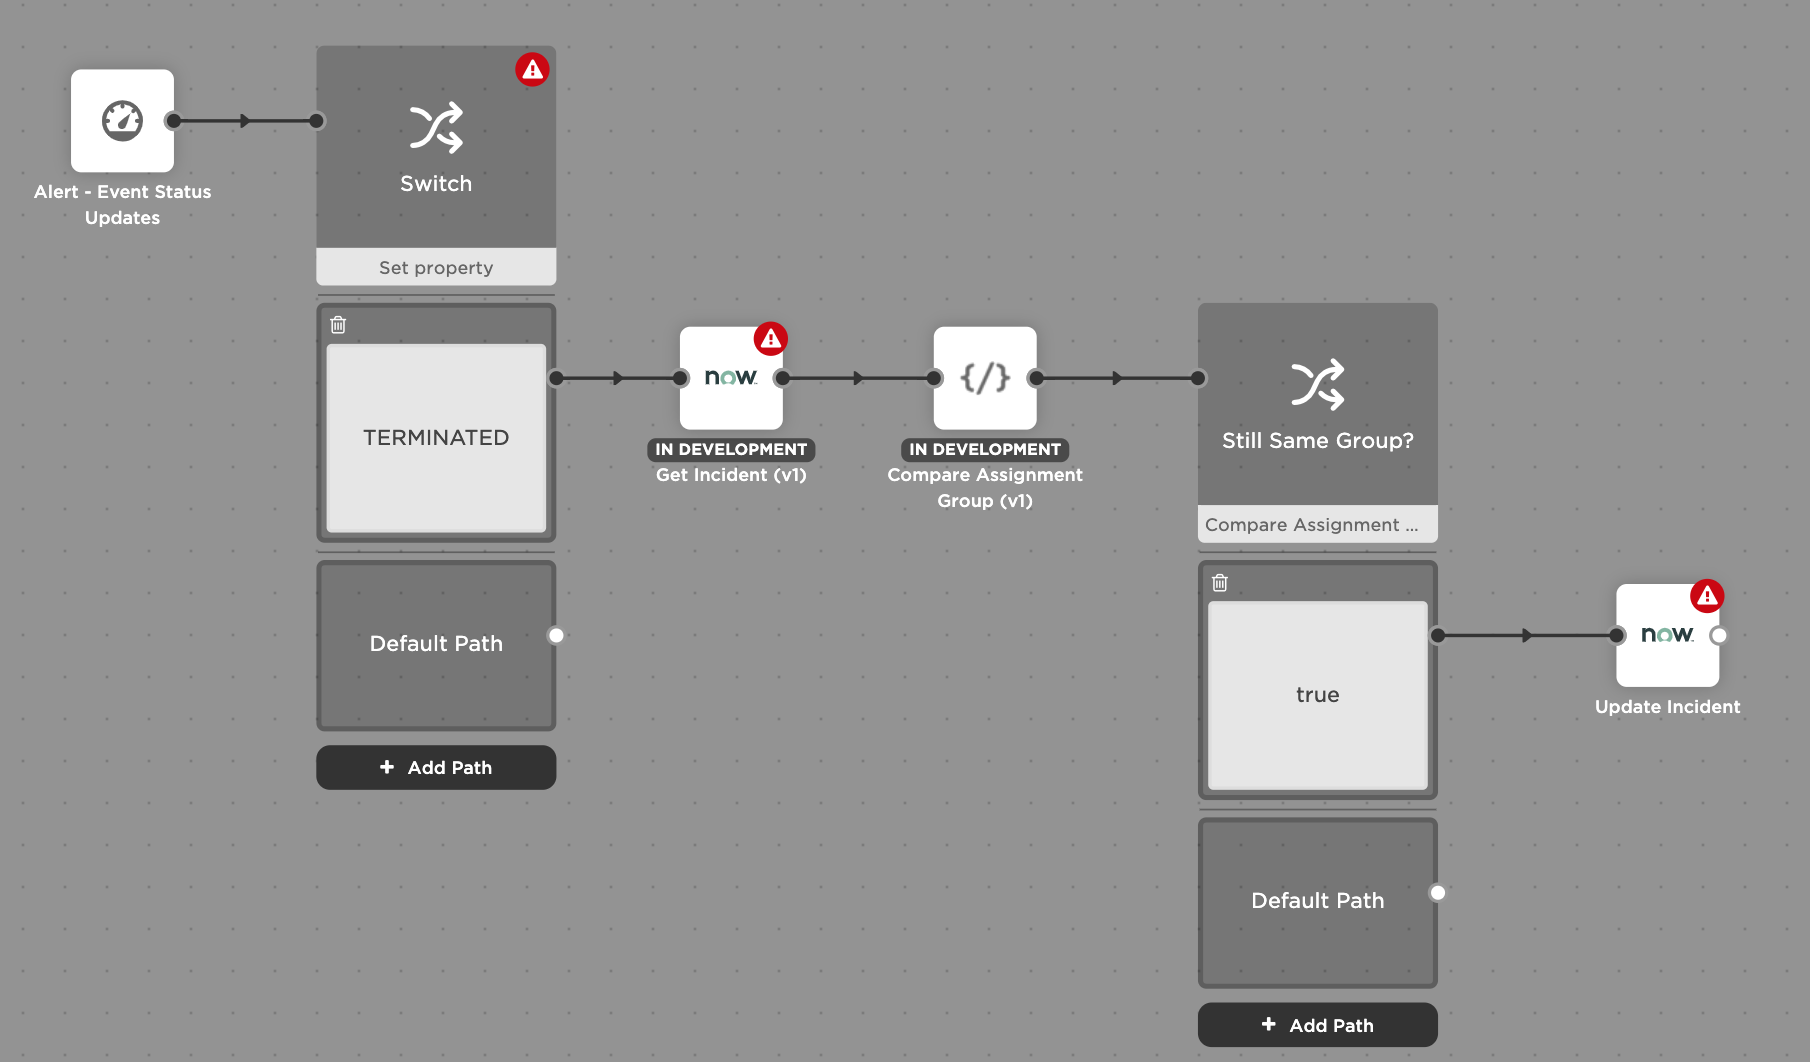 Alert - Event Status
Updates
Switch
Set property
TERMINATED
Default Path
+ Add Path
now
IN DEVELOPMENT
Get Incident (v1)
{/}
IN DEVELOPMENT
Compare Assignment
Group (v1)
Still Same Group?
Compare Assignment ...
true
Default Path
+ Add Path
now
Update Incident